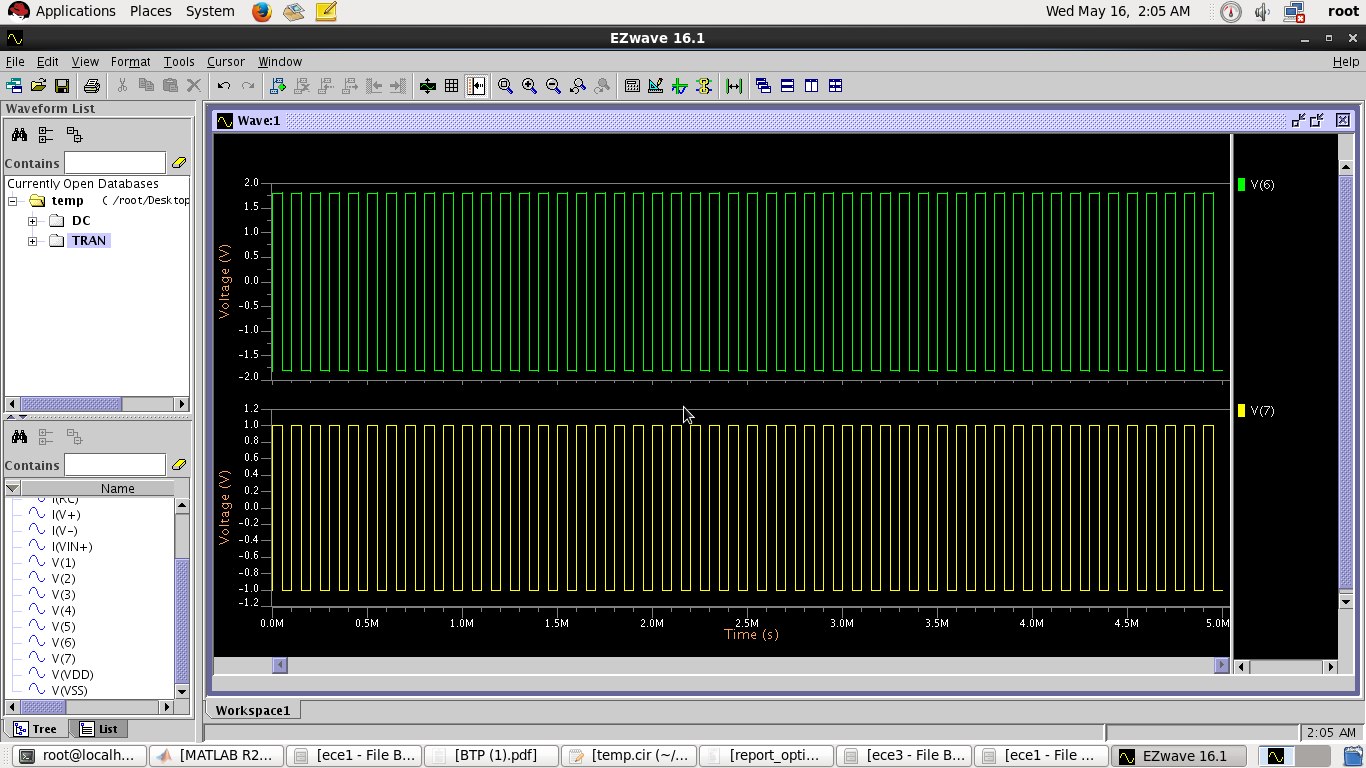 Applications Places System Wed May 16, 2:05 AM root
EZwave 16.1
File Edit View Format Tools Cursor Window Help
Waveform List
Wave:1
Contains
Currently Open Databases
temp ( /root/Desktop
DC
TRAN
Contains
Name
I(RC)
I(V+)
I(V-)
I(VIN+)
V(1)
V(2)
V(3)
V(4)
V(5)
V(6)
V(7)
V(VDD)
V(VSS)
Tree List
2.0
1.5
1.0
0.5
0.0
-0.5
-1.0
-1.5
-2.0
Voltage (V)
V(6)
1.2
1.0
0.8
0.6
0.4
0.2
0.0
-0.2
-0.4
-0.6
-0.8
-1.0
-1.2
Voltage (V)
V(7)
0.0M 0.5M 1.0M 1.5M 2.0M 2.5M 3.0M 3.5M 4.0M 4.5M 5.0M
Time (s)
Workspace1
2:05 AM
root@localh... [MATLAB R2... [ece1 - File B... [BTP (1).pdf] [temp.cir (~/... [report_opti... [ece3 - File B... [ece1 - File ... EZwave 16.1